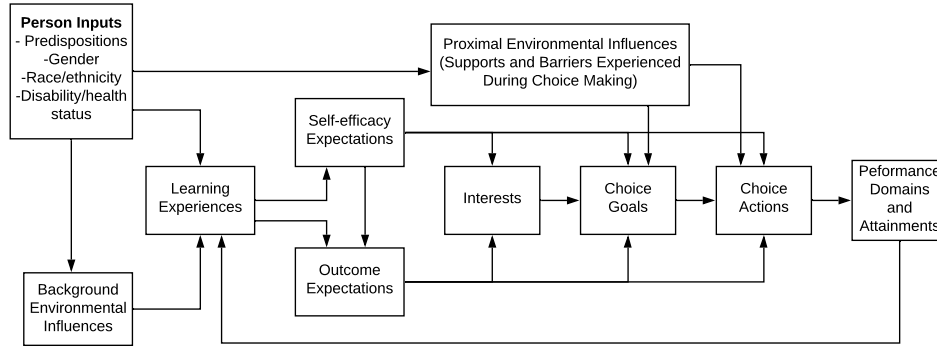 Person Inputs
- Predispositions
-Gender
-Race/ethnicity
-Disability/health
status
Proximal Environmental Influences
(Supports and Barriers Experienced
During Choice Making)
Self-efficacy
Expectations
Learning
Experiences
Interests
Choice
Goals
Choice
Actions
Peformance
Domains
and
Attainments
Outcome
Expectations
Background
Environmental
Influences